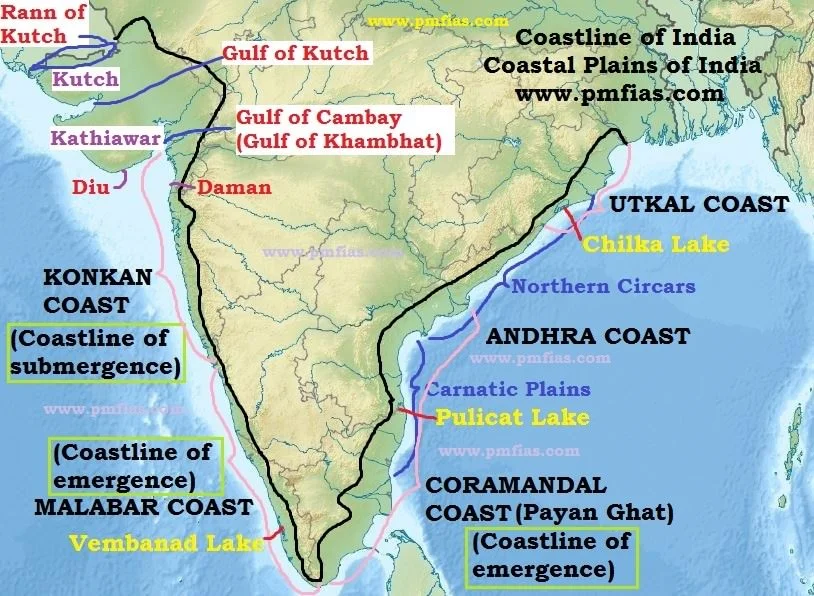 Rann of
Kutch
www.pmfias.com
Coastline of India
Coastal Plains of India
www.pmfias.com
Gulf of Kutch
Kutch
Gulf of Cambay
(Gulf of Khambhat)
Kathiawar
Diu
Daman
UTKAL COAST
Chilka Lake
www.pmfias.com
KONKAN
COAST
Northern Circars
(Coastline of
submergence)
ANDHRA COAST
www.pmfias.com
Carnatic Plains
www.pmfias.com
Pulicat Lake
(Coastline of
emergence)
www.pmfias.com
MALABAR COAST
CORAMANDAL
COAST (Payan Ghat)
Vembanad Lake
(Coastline of
emergence)